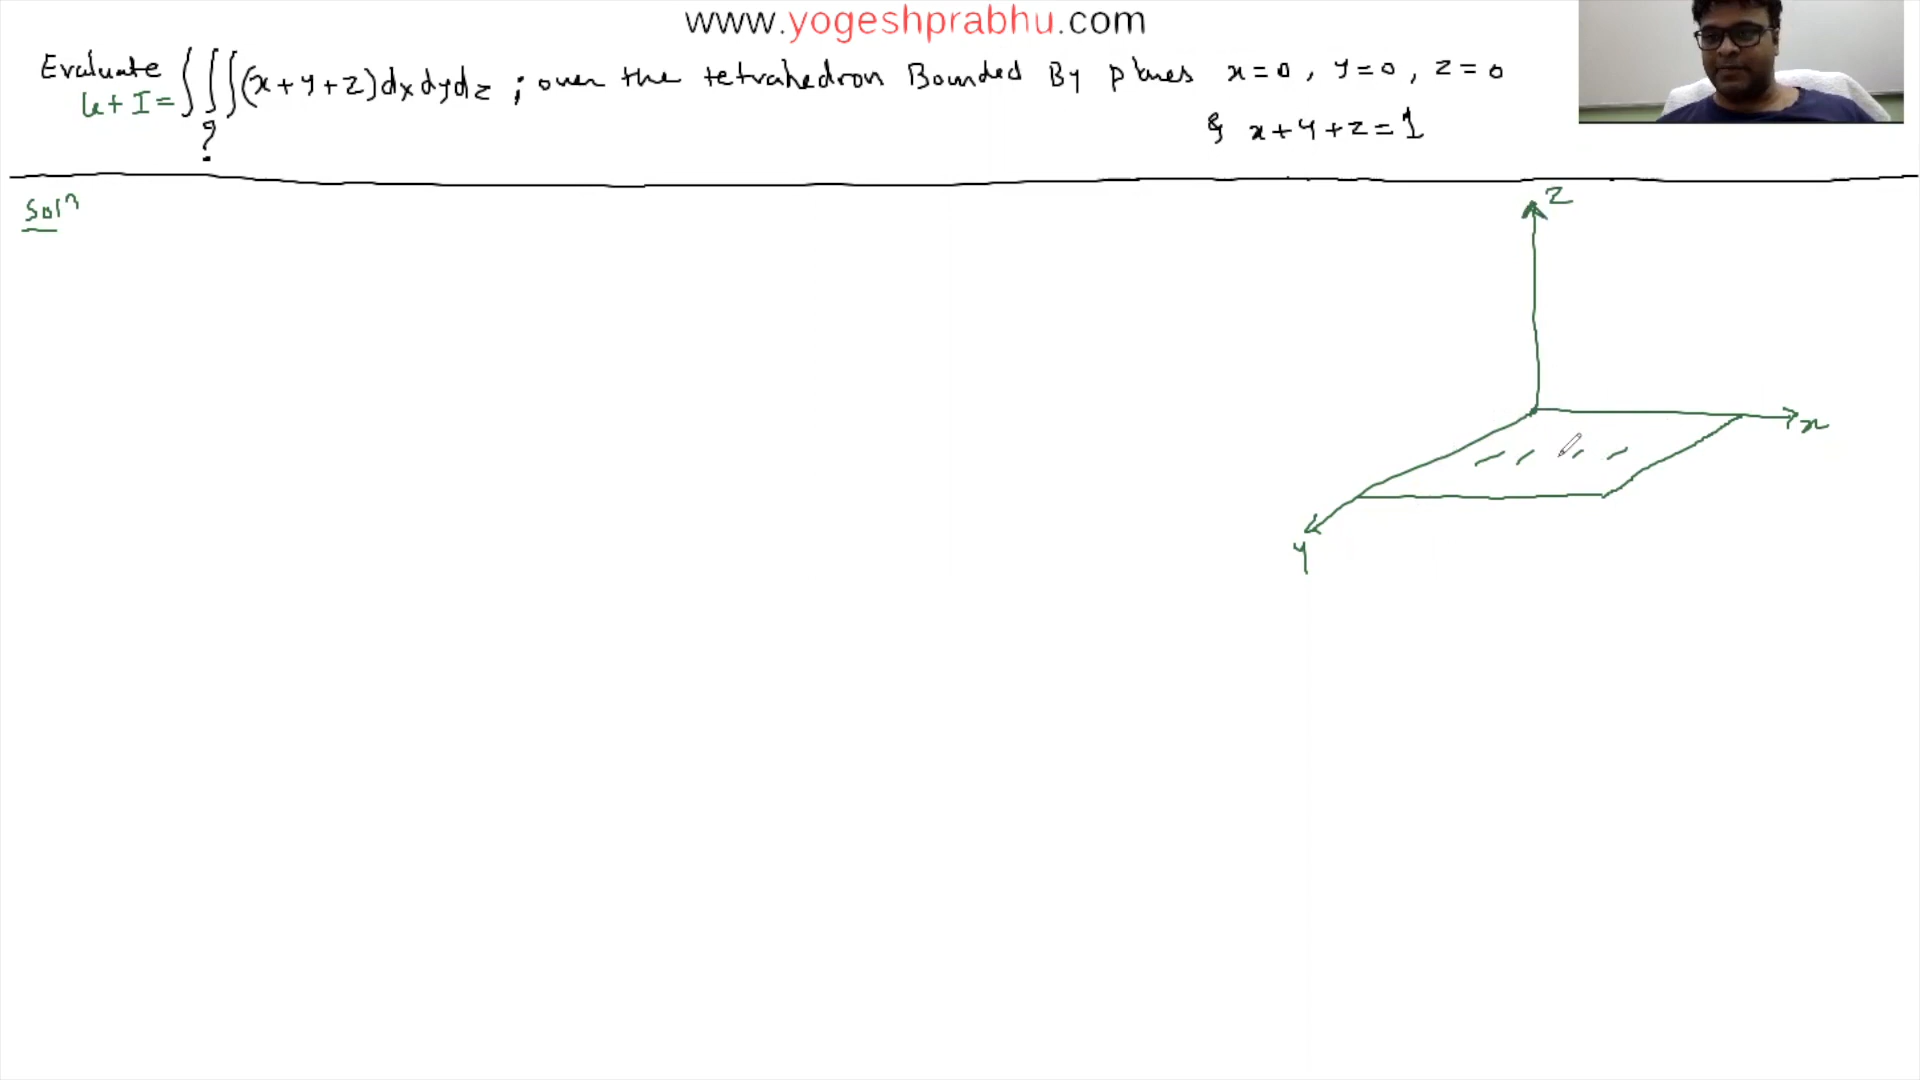 www.yogeshprabhu.com
Evaluate ∫∫∫(x+y+z)dxdydz ; over the tetrahedron Bounded By planes x=0 , y=0 , z=0
let I=
?
& x+y+z=1
Soln
z
x
y